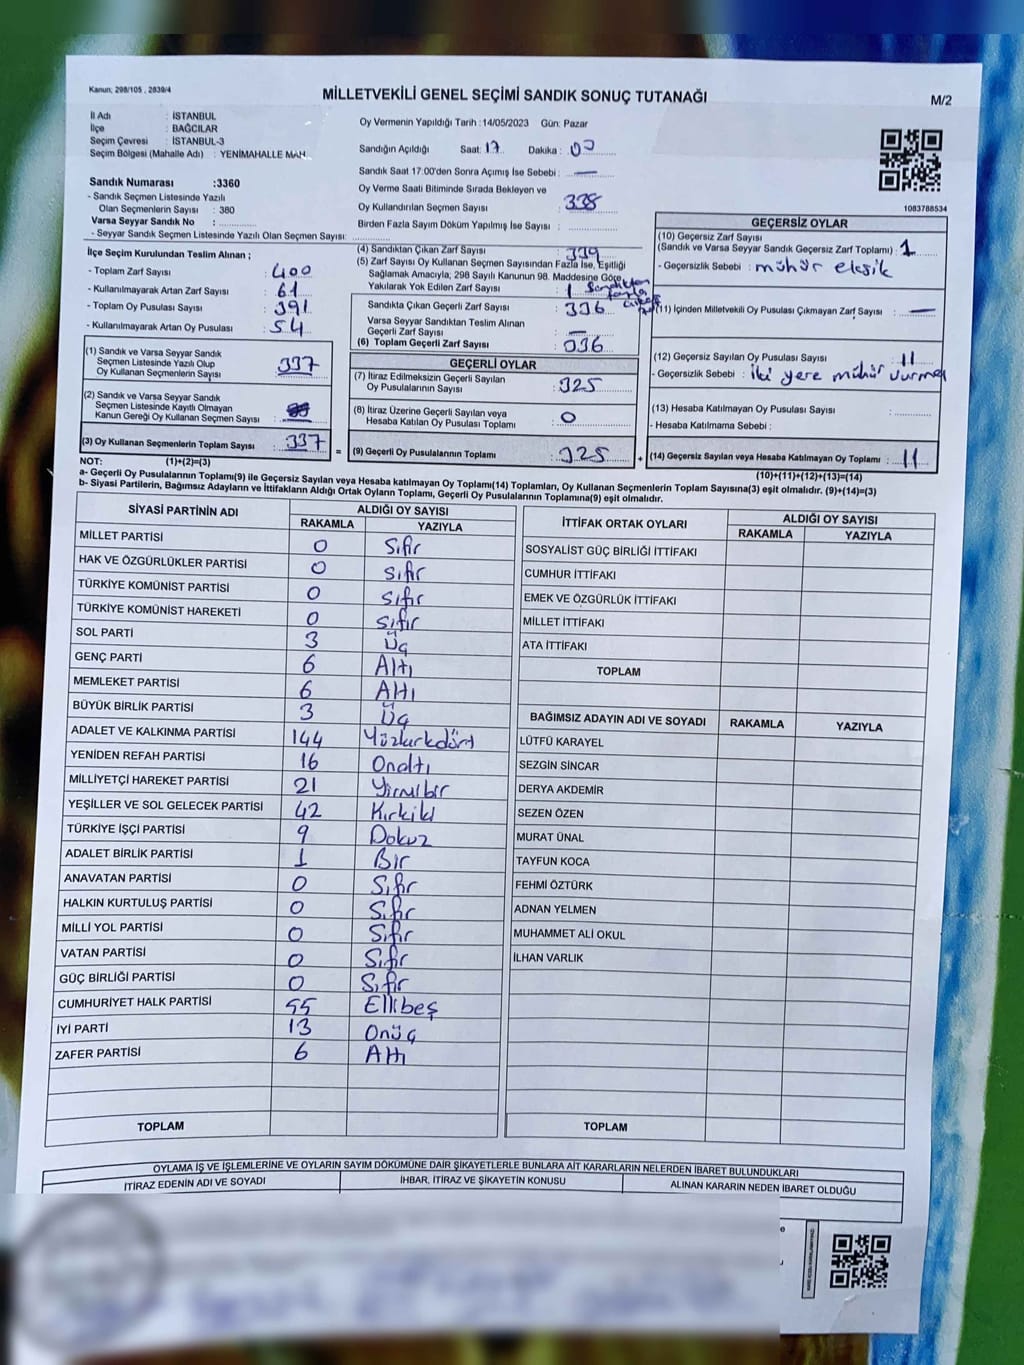 Kanun; 298/105 , 2839/4
MİLLETVEKİLİ GENEL SEÇİMİ SANDIK SONUÇ TUTANAĞI
M/2
İl Adı : İSTANBUL
İlçe : BAĞCILAR
Seçim Çevresi : İSTANBUL-3
Seçim Bölgesi (Mahalle Adı) : YENİMAHALLE MAH.
Sandık Numarası :3360
- Sandık Seçmen Listesinde Yazılı
Olan Seçmenlerin Sayısı : 380
Varsa Seyyar Sandık No :
- Seyyar Sandık Seçmen Listesinde Yazılı Olan Seçmen Sayısı:
Oy Vermenin Yapıldığı Tarih :14/05/2023 Gün: Pazar
Sandığın Açıldığı Saat: 17 Dakika :
Sandık Saat 17:00'den Sonra Açımış İse Sebebi : —
Oy Verme Saati Bitiminde Sırada Bekleyen ve
Oy Kullandırılan Seçmen Sayısı : 338
Birden Fazla Sayım Döküm Yapılmış İse Sayısı :
1083788534
İlçe Seçim Kurulundan Teslim Alınan ;
- Toplam Zarf Sayısı : 400
- Kullanılmayarak Artan Zarf Sayısı : 61
- Toplam Oy Pusulası Sayısı : 391
- Kullanılmayarak Artan Oy Pusulası : 54
(4) Sandıktan Çıkan Zarf Sayısı : 339
(5) Zarf Sayısı Oy Kullanan Seçmen Sayısından Fazla İse, Eşitliği
Sağlamak Amacıyla, 298 Sayılı Kanunun 98. Maddesine Göre
Yakılarak Yok Edilen Zarf Sayısı : 1 Sandıktan fazla
Sandıkta Çıkan Geçerli Zarf Sayısı : 336
Varsa Seyyar Sandıktan Teslim Alınan
Geçerli Zarf Sayısı : —
(6) Toplam Geçerli Zarf Sayısı : 036
GEÇERSİZ OYLAR
(10) Geçersiz Zarf Sayısı
(Sandık ve Varsa Seyyar Sandık Geçersiz Zarf Toplamı) : 1
- Geçersizlik Sebebi : mühür eksik
(11) İçinden Milletvekili Oy Pusulası Çıkmayan Zarf Sayısı : —
(12) Geçersiz Sayılan Oy Pusulası Sayısı : 11
- Geçersizlik Sebebi : iki yere mühür vurmek
(13) Hesaba Katılmayan Oy Pusulası Sayısı :
- Hesaba Katılmama Sebebi :
(14) Geçersiz Sayılan veya Hesaba Katılmayan Oy Toplamı : 11
(1) Sandık ve Varsa Seyyar Sandık
Seçmen Listesinde Yazılı Olup
Oy Kullanan Seçmenlerin Sayısı : 337
(2) Sandık ve Varsa Seyyar Sandık
Seçmen Listesinde Kayıtlı Olmayan
Kanun Gereği Oy Kullanan Seçmen Sayısı :
(3) Oy Kullanan Seçmenlerin Toplam Sayısı : 337
GEÇERLİ OYLAR
(7) İtiraz Edilmeksizin Geçerli Sayılan
Oy Pusulalarının Sayısı : 325
(8) İtiraz Üzerine Geçerli Sayılan veya
Hesaba Katılan Oy Pusulası Toplamı : 0
= (9) Geçerli Oy Pusulalarının Toplamı : 325 +
NOT: (1)+(2)=(3) (10)+(11)+(12)+(13)=(14)
a- Geçerli Oy Pusulalarının Toplamı(9) ile Geçersiz Sayılan veya Hesaba katılmayan Oy Toplamı(14) Toplamları, Oy Kullanan Seçmenlerin Toplam Sayısına(3) eşit olmalıdır. (9)+(14)=(3)
b- Siyasi Partilerin, Bağımsız Adayların ve İttifakların Aldığı Ortak Oyların Toplamı, Geçerli Oy Pusulalarının Toplamına(9) eşit olmalıdır.
SİYASİ PARTİNİN ADI ALDIĞI OY SAYISI
RAKAMLA YAZIYLA
MİLLET PARTİSİ 0 Sıfır
HAK VE ÖZGÜRLÜKLER PARTİSİ 0 Sıfır
TÜRKİYE KOMÜNİST PARTİSİ 0 Sıfır
TÜRKİYE KOMÜNİST HAREKETİ 0 Sıfır
SOL PARTİ 3 Üç
GENÇ PARTİ 6 Altı
MEMLEKET PARTİSİ 6 Altı
BÜYÜK BİRLİK PARTİSİ 3 Üç
ADALET VE KALKINMA PARTİSİ 144 Yüzkırkdört
YENİDEN REFAH PARTİSİ 16 Onaltı
MİLLİYETÇİ HAREKET PARTİSİ 21 Yirmibir
YEŞİLLER VE SOL GELECEK PARTİSİ 42 Kırkiki
TÜRKİYE İŞÇİ PARTİSİ 9 Dokuz
ADALET BİRLİK PARTİSİ 1 Bir
ANAVATAN PARTİSİ 0 Sıfır
HALKIN KURTULUŞ PARTİSİ 0 Sıfır
MİLLİ YOL PARTİSİ 0 Sıfır
VATAN PARTİSİ 0 Sıfır
GÜÇ BİRLİĞİ PARTİSİ 0 Sıfır
CUMHURİYET HALK PARTİSİ 55 Ellibeş
İYİ PARTİ 13 Onüç
ZAFER PARTİSİ 6 Altı
TOPLAM
İTTİFAK ORTAK OYLARI ALDIĞI OY SAYISI
RAKAMLA YAZIYLA
SOSYALİST GÜÇ BİRLİĞİ İTTİFAKI
CUMHUR İTTİFAKI
EMEK VE ÖZGÜRLÜK İTTİFAKI
MİLLET İTTİFAKI
ATA İTTİFAKI
TOPLAM
BAĞIMSIZ ADAYIN ADI VE SOYADI RAKAMLA YAZIYLA
LÜTFÜ KARAYEL
SEZGİN SİNCAR
DERYA AKDEMİR
SEZEN ÖZEN
MURAT ÜNAL
TAYFUN KOCA
FEHMİ ÖZTÜRK
ADNAN YELMEN
MUHAMMET ALİ OKUL
İLHAN VARLIK
TOPLAM
OYLAMA İŞ VE İŞLEMLERİNE VE OYLARIN SAYIM DÖKÜMÜNE DAİR ŞİKAYETLERLE BUNLARA AİT KARARLARIN NELERDEN İBARET BULUNDUKLARI
İTİRAZ EDENİN ADI VE SOYADI İHBAR, İTİRAZ VE ŞİKAYETİN KONUSU ALINAN KARARIN NEDEN İBARET OLDUĞU